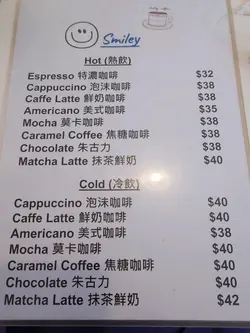 Smiley
Hot (熱飲)
Espresso 特濃咖啡 $32
Cappuccino 泡沫咖啡 $38
Caffe Latte 鮮奶咖啡 $38
Americano 美式咖啡 $35
Mocha 莫卡咖啡 $38
Caramel Coffee 焦糖咖啡 $38
Chocolate 朱古力 $38
Matcha Latte 抹茶鮮奶 $40
Cold (冷飲)
Cappuccino 泡沫咖啡 $40
Caffe Latte 鮮奶咖啡 $40
Americano 美式咖啡 $38
Mocha 莫卡咖啡 $40
Caramel Coffee 焦糖咖啡 $40
Chocolate 朱古力 $40
Matcha Latte 抹茶鮮奶 $42